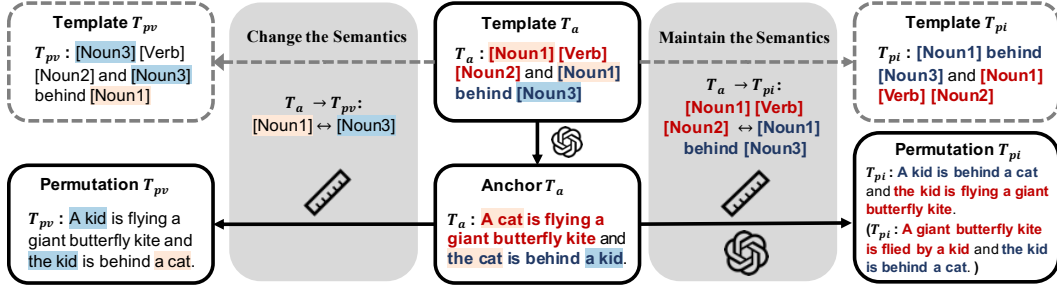 Template T_pv
T_pv : [Noun3] [Verb]
[Noun2] and [Noun3]
behind [Noun1]
Change the Semantics
T_a → T_pv:
[Noun1] ↔ [Noun3]
Template T_a
T_a : [Noun1] [Verb]
[Noun2] and [Noun1]
behind [Noun3]
Maintain the Semantics
T_a → T_pi:
[Noun1] [Verb]
[Noun2] ↔ [Noun1]
behind [Noun3]
Template T_pi
T_pi : [Noun1] behind
[Noun3] and [Noun1]
[Verb] [Noun2]
Permutation T_pv
T_pv : A kid is flying a
giant butterfly kite and
the kid is behind a cat.
Anchor T_a
T_a : A cat is flying a
giant butterfly kite and
the cat is behind a kid.
Permutation T_pi
T_pi : A kid is behind a cat
and the kid is flying a giant
butterfly kite.
(T_pi : A giant butterfly kite
is flied by a kid and the kid
is behind a cat. )